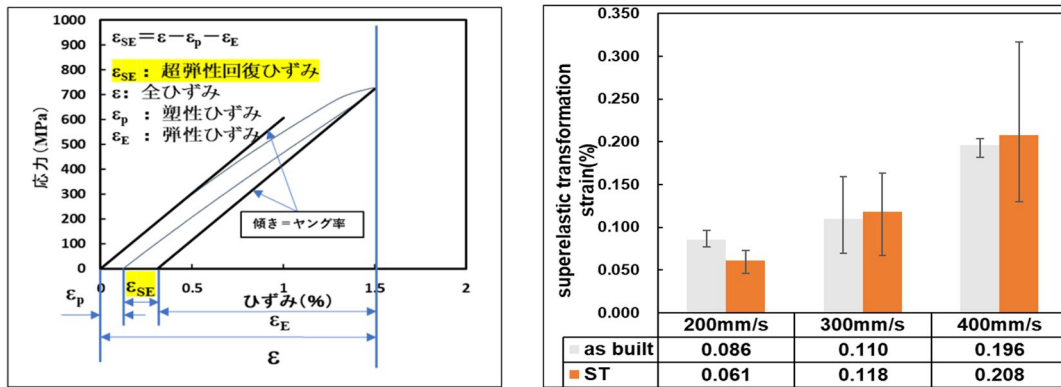 1000
900
800
700
600
500
400
300
200
100
0
応力(MPa)
εSE=ε−εp−εE
εSE：超弾性回復ひずみ
ε：全ひずみ
εp：塑性ひずみ
εE：弾性ひずみ
傾き＝ヤング率
0 0.5 1 1.5 2
ひずみ(%)
εp
εSE
εE
ε
superelastic transformation
strain(%)
0.350
0.300
0.250
0.200
0.150
0.100
0.050
0.000
200mm/s 300mm/s 400mm/s
as built 0.086 0.110 0.196
ST 0.061 0.118 0.208